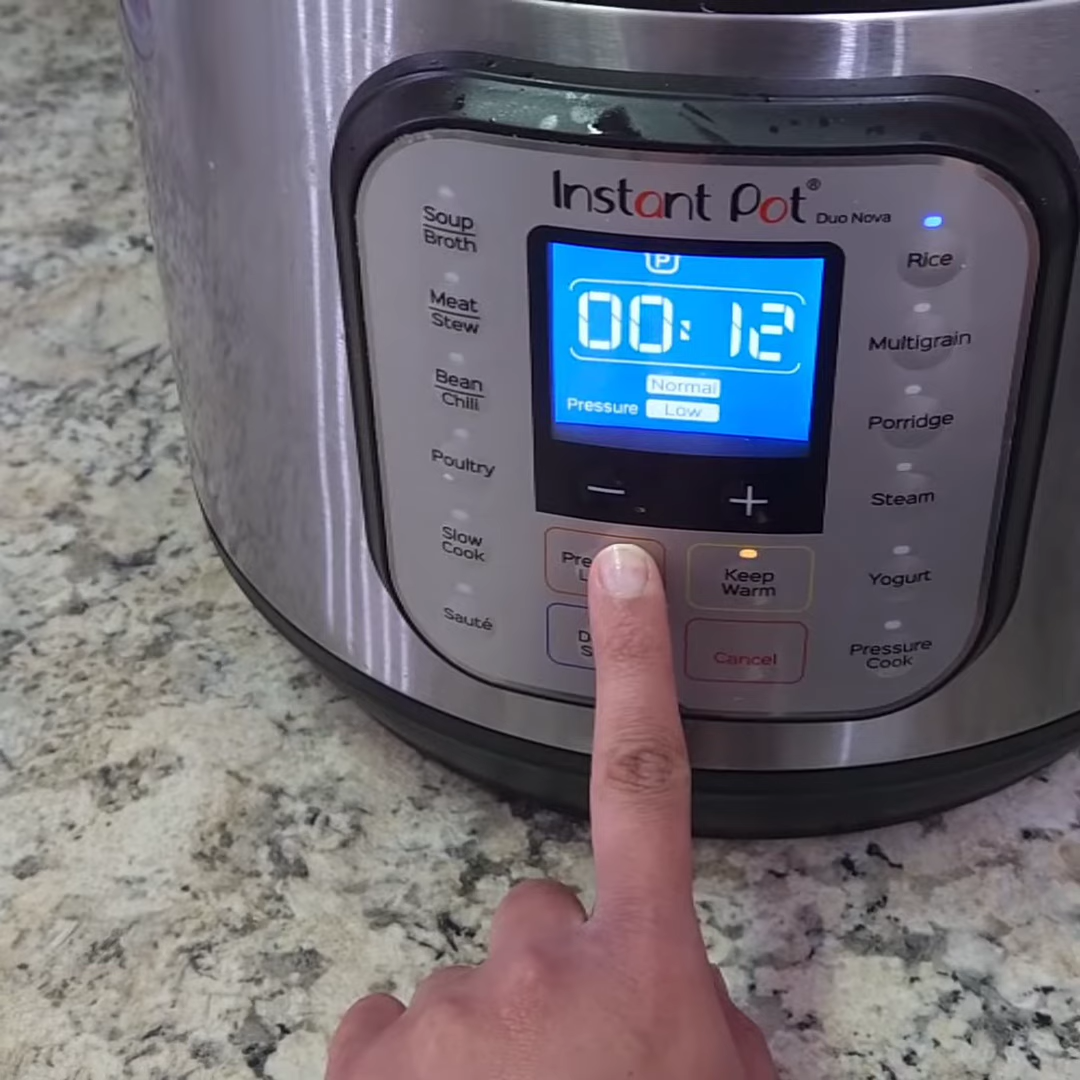 Instant Pot®
Duo Nova
Soup
Broth
Meat
Stew
Bean
Chili
Poultry
Slow
Cook
Sauté
P
00:12
Normal
Pressure Low
−
+
Keep
Warm
Cancel
Rice
Multigrain
Porridge
Steam
Yogurt
Pressure
Cook